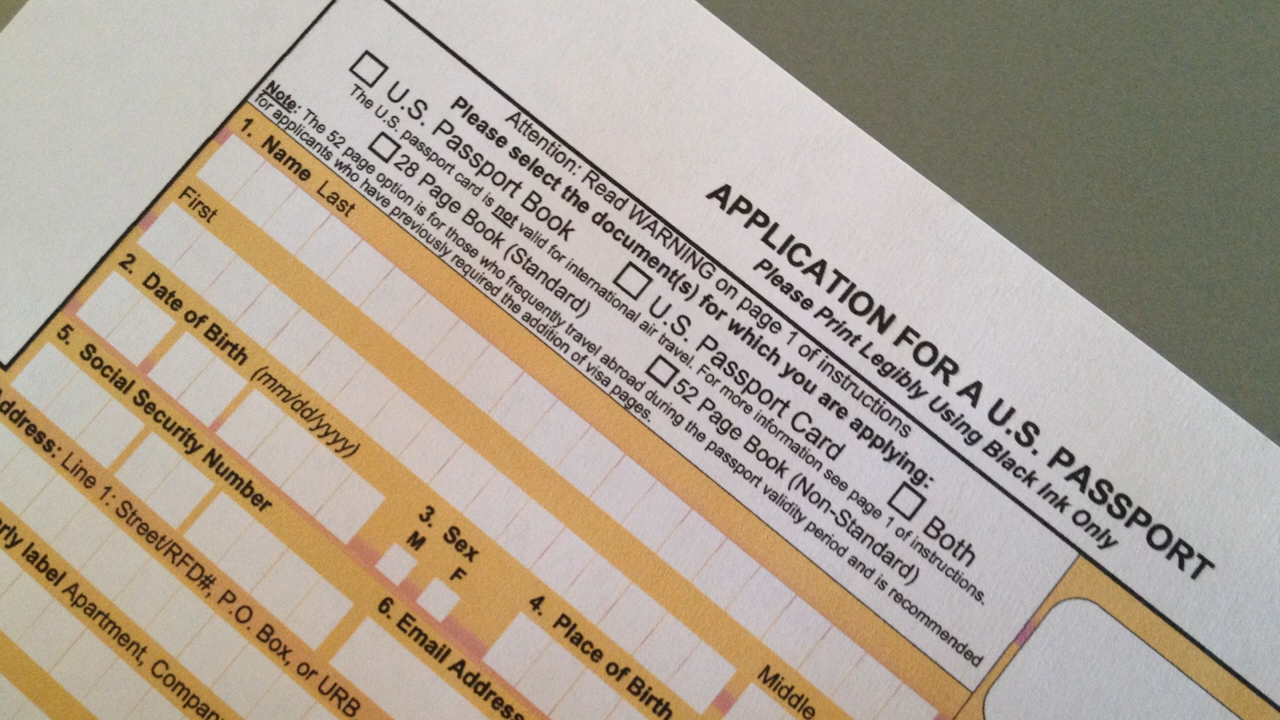 APPLICATION FOR A U.S. PASSPORT
Please Print Legibly Using Black Ink Only
Attention: Read WARNING on page 1 of instructions
Please select the document(s) for which you are applying:
U.S. Passport Book U.S. Passport Card Both
The U.S. passport card is not valid for international air travel. For more information see page 1 of instructions.
28 Page Book (Standard) 52 Page Book (Non-Standard)
Note: The 52 page option is for those who frequently travel abroad during the passport validity period and is recommended
for applicants who have previously required the addition of visa pages.
1. Name Last
First Middle
2. Date of Birth (mm/dd/yyyy) 3. Sex 4. Place of Birth
M F
5. Social Security Number 6. Email Address
Address: Line 1: Street/RFD#, P.O. Box, or URB
label Apartment,